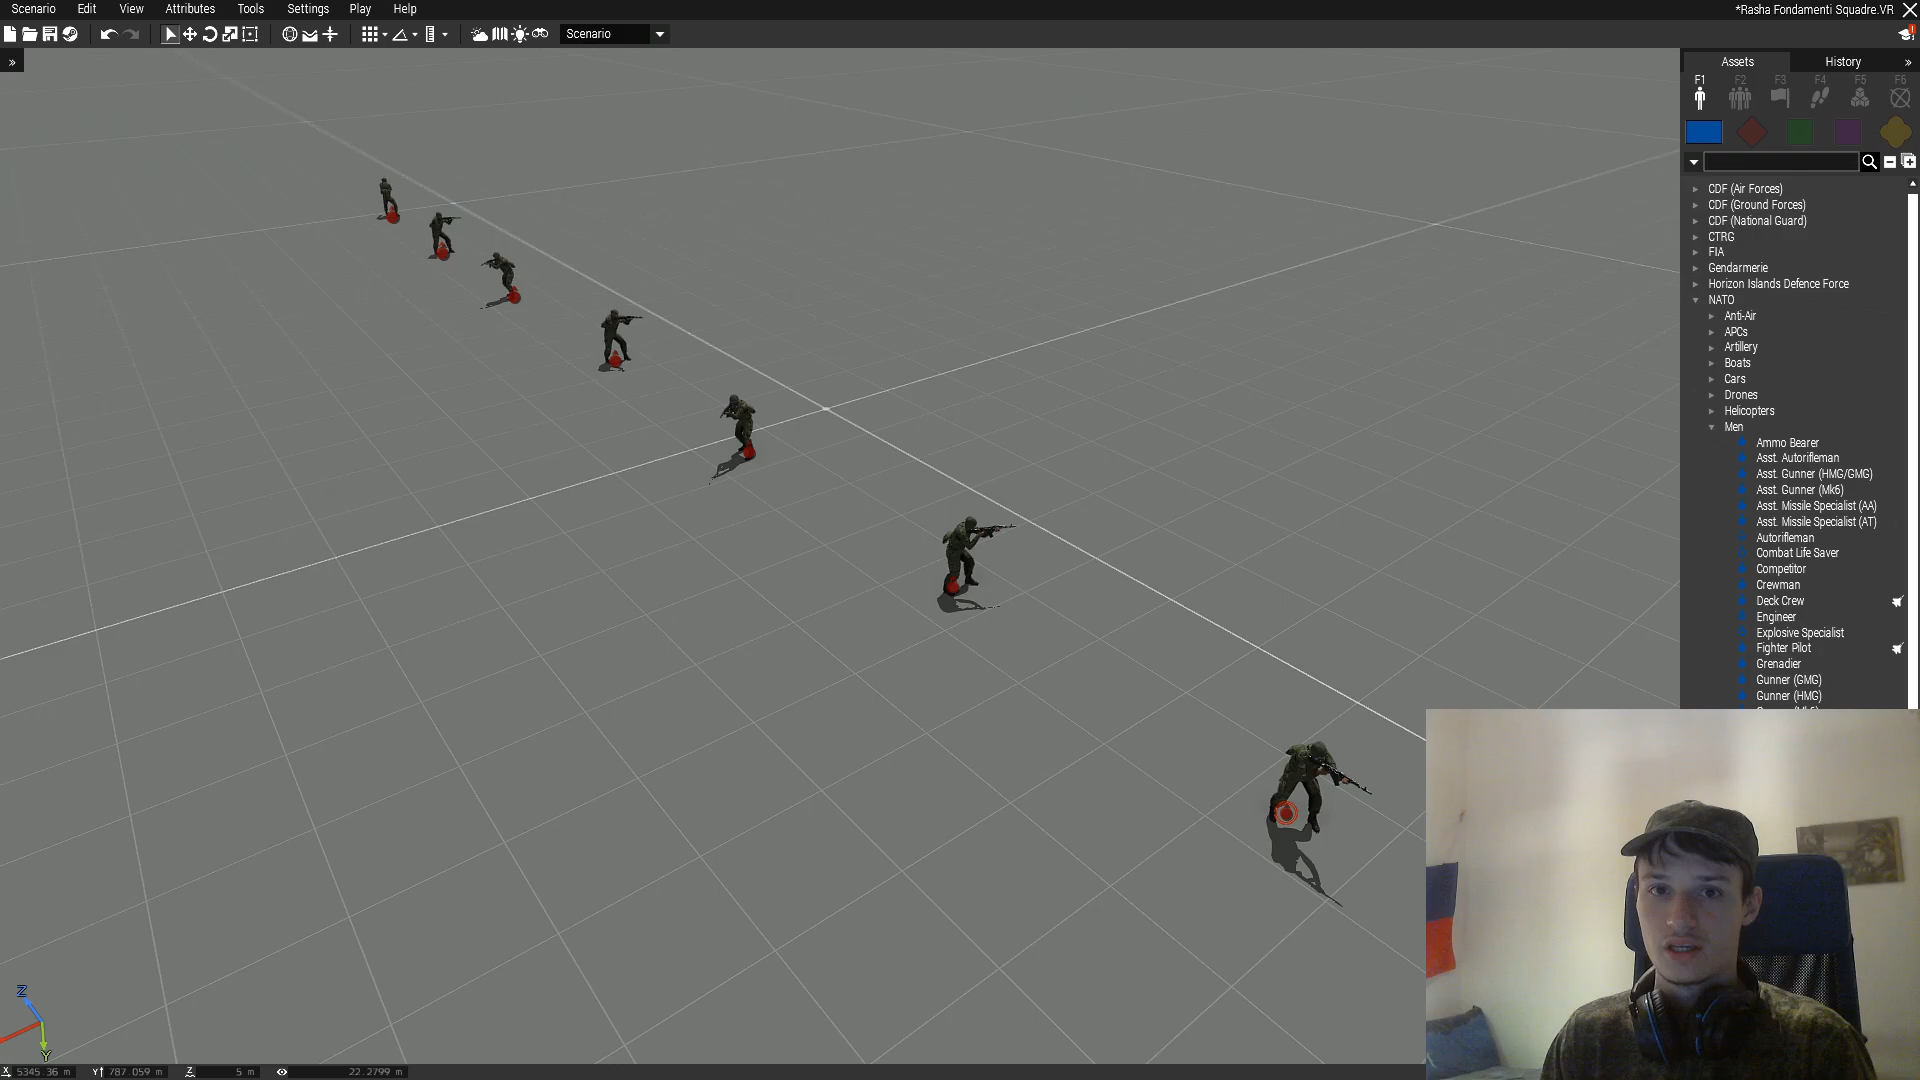 Scenario Edit View Attributes Tools Settings Play Help
*Rasha Fondamenti Squadre.VR
Scenario
Assets History
F1 F2 F3 F4 F5 F6
CDF (Air Forces)
CDF (Ground Forces)
CDF (National Guard)
CTRG
FIA
Gendarmerie
Horizon Islands Defence Force
NATO
Anti-Air
APCs
Artillery
Boats
Cars
Drones
Helicopters
Men
Ammo Bearer
Asst. Autorifleman
Asst. Gunner (HMG/GMG)
Asst. Gunner (Mk6)
Asst. Missile Specialist (AA)
Asst. Missile Specialist (AT)
Autorifleman
Combat Life Saver
Competitor
Crewman
Deck Crew
Engineer
Explosive Specialist
Fighter Pilot
Grenadier
Gunner (GMG)
Gunner (HMG)
Z
Y
X 5345.36 m Y 787.059 m Z 5 m 22.2799 m